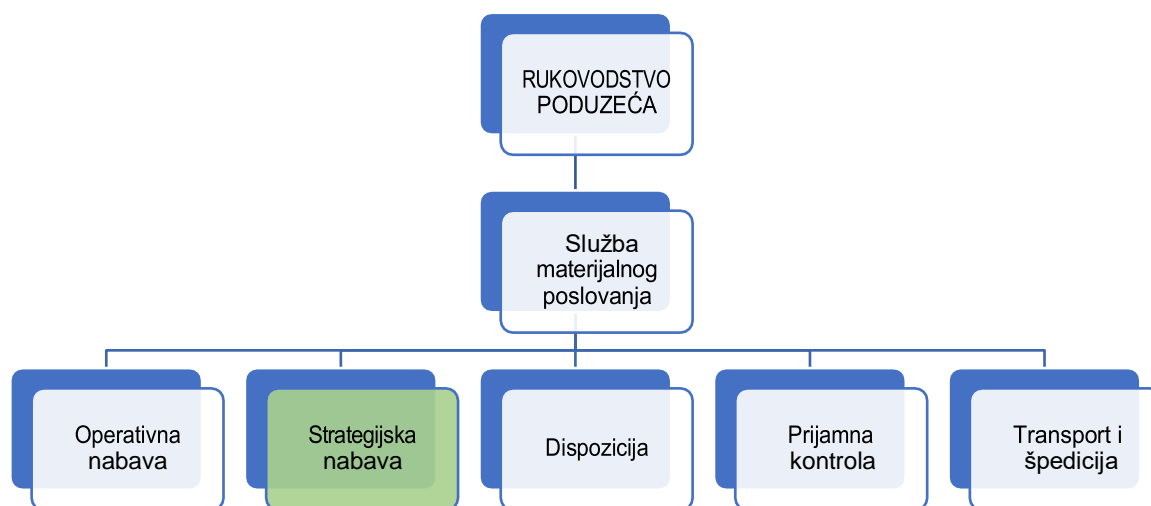 RUKOVODSTVO
PODUZEĆA
Služba
materijalnog
poslovanja
Operativna
nabava
Strategijska
nabava
Dispozicija
Prijamna
kontrola
Transport i
špedicija